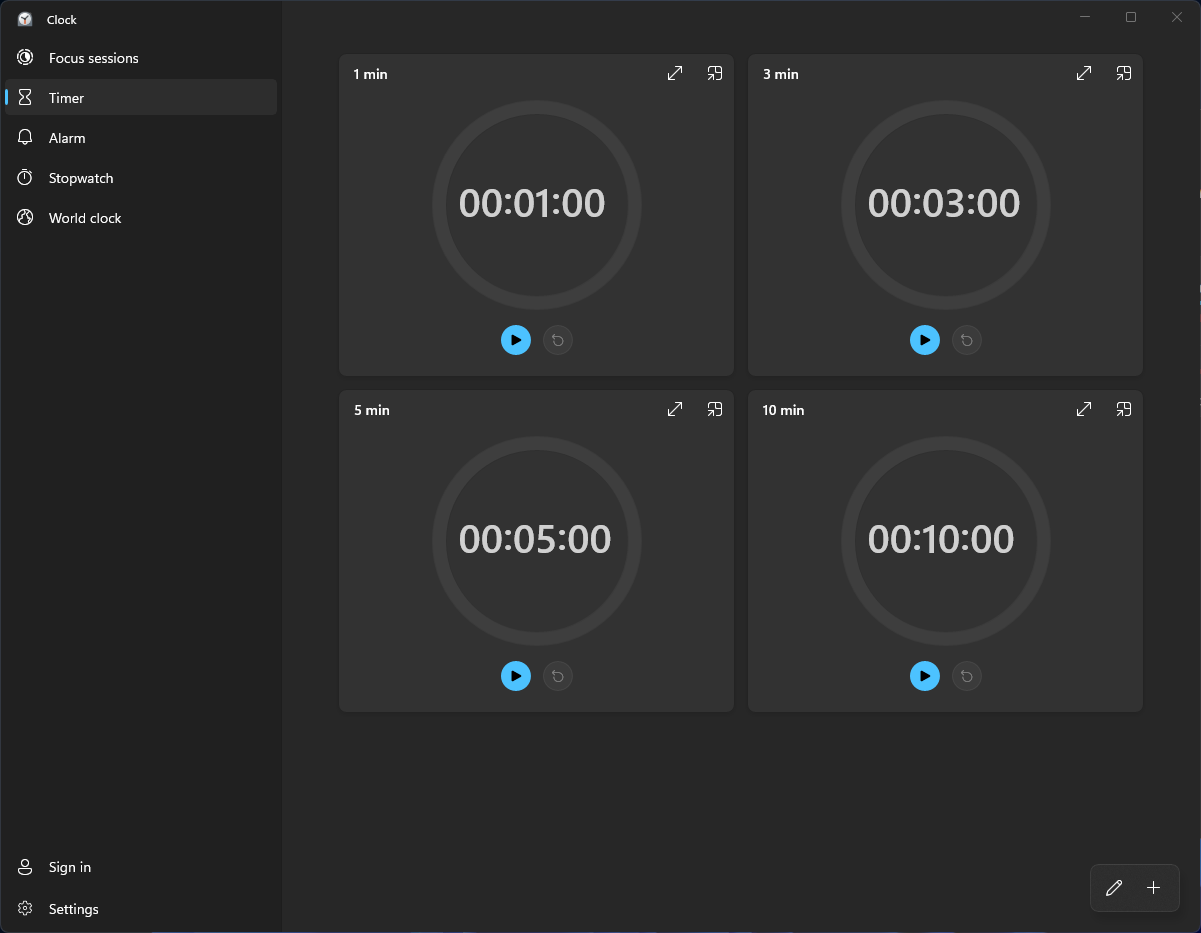 Clock
Focus sessions
Timer
Alarm
Stopwatch
World clock
Sign in
Settings
1 min
00:01:00
3 min
00:03:00
5 min
00:05:00
10 min
00:10:00